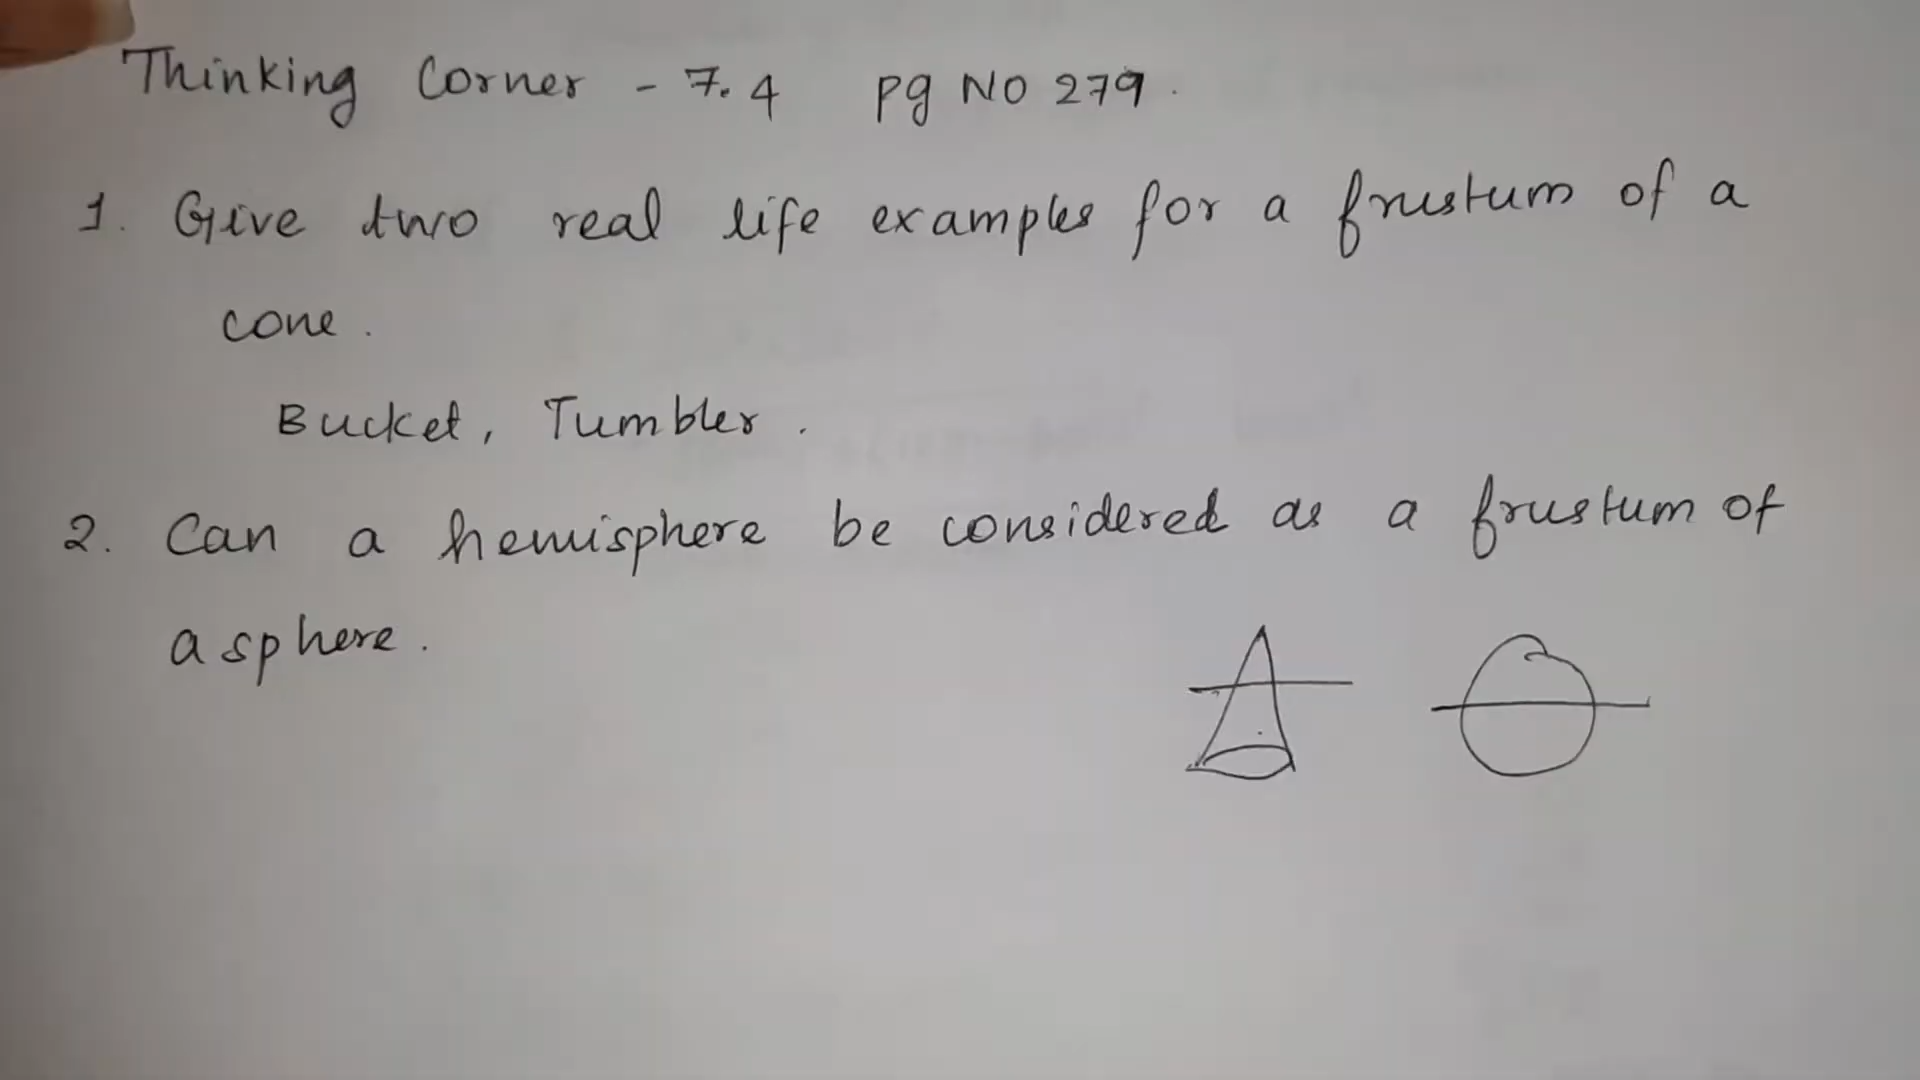 Thinking Corner - 7.4 Pg NO 279.
1. Give two real life examples for a frustum of a
cone.
Bucket, Tumbler.
2. Can a hemisphere be considered as a frustum of
a sphere.